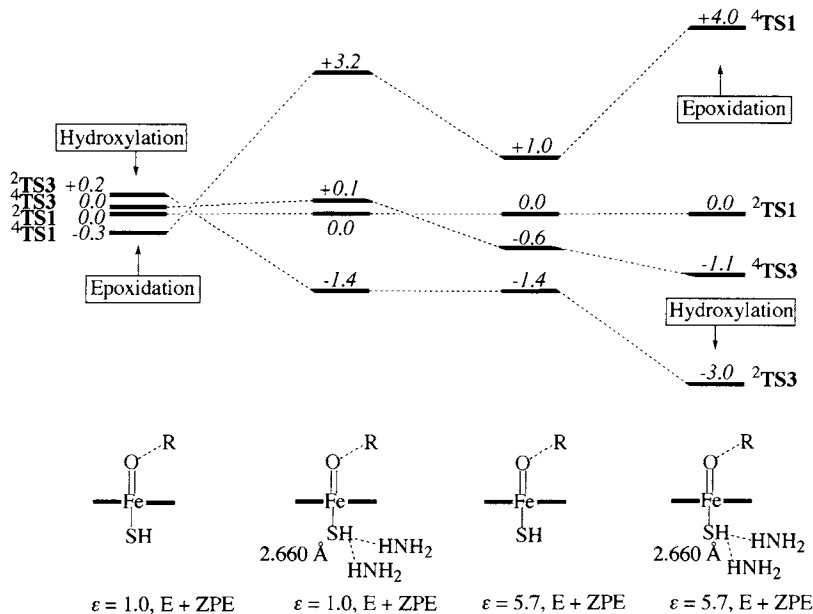 +4.0 ⁴TS1
+3.2
Epoxidation
Hydroxylation
+1.0
²TS3 +0.2
⁴TS3 0.0
²TS1 0.0
⁴TS1 -0.3
+0.1
0.0
0.0
0.0 ²TS1
-0.6
-1.1 ⁴TS3
Epoxidation
-1.4
-1.4
Hydroxylation
-3.0 ²TS3
R
O
Fe
SH
R
O
Fe
SH
2.660 Å
HNH₂
HNH₂
R
O
Fe
SH
R
O
Fe
SH
2.660 Å
HNH₂
HNH₂
ε = 1.0, E + ZPE
ε = 1.0, E + ZPE
ε = 5.7, E + ZPE
ε = 5.7, E + ZPE